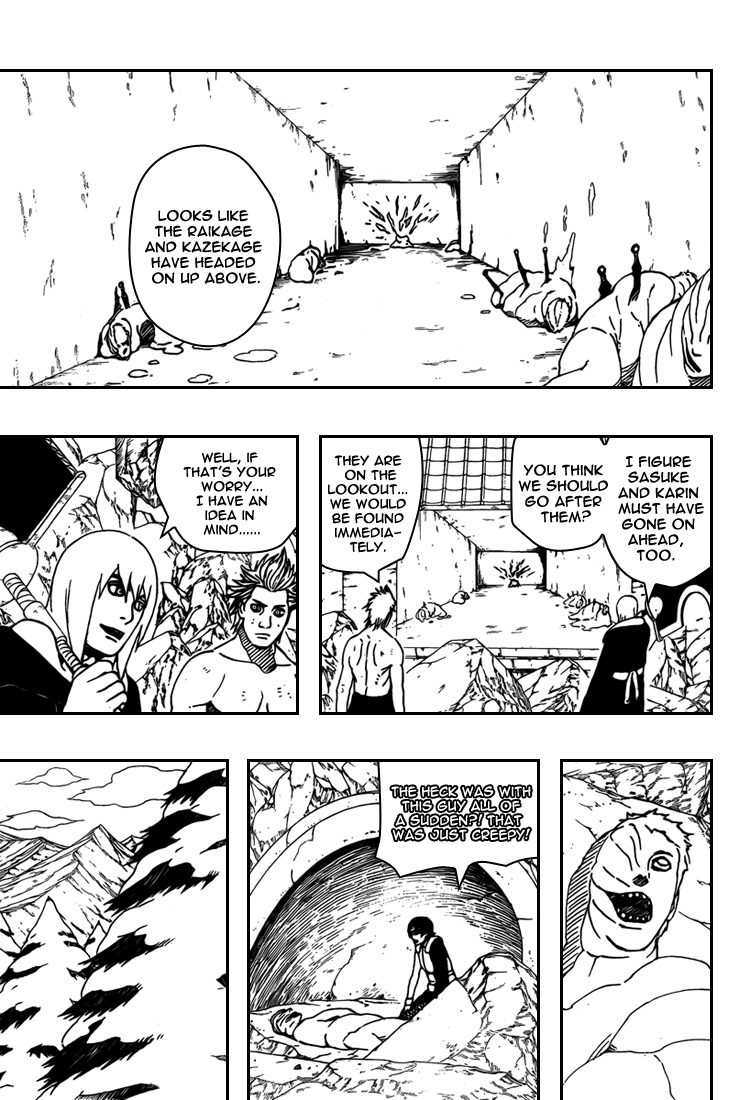 LOOKS LIKE
THE RAIKAGE
AND KAZEKAGE
HAVE HEADED
ON UP ABOVE.
I FIGURE
SASUKE
AND KARIN
MUST HAVE
GONE ON
AHEAD,
TOO.
YOU THINK
WE SHOULD
GO AFTER
THEM?
THEY ARE
ON THE
LOOKOUT...
WE WOULD
BE FOUND
IMMEDIA-
TELY.
WELL, IF
THAT'S YOUR
WORRY...
I HAVE AN
IDEA IN
MIND......
THE HECK WAS WITH
THIS GUY ALL OF
A SUDDEN?! THAT
WAS JUST CREEPY!